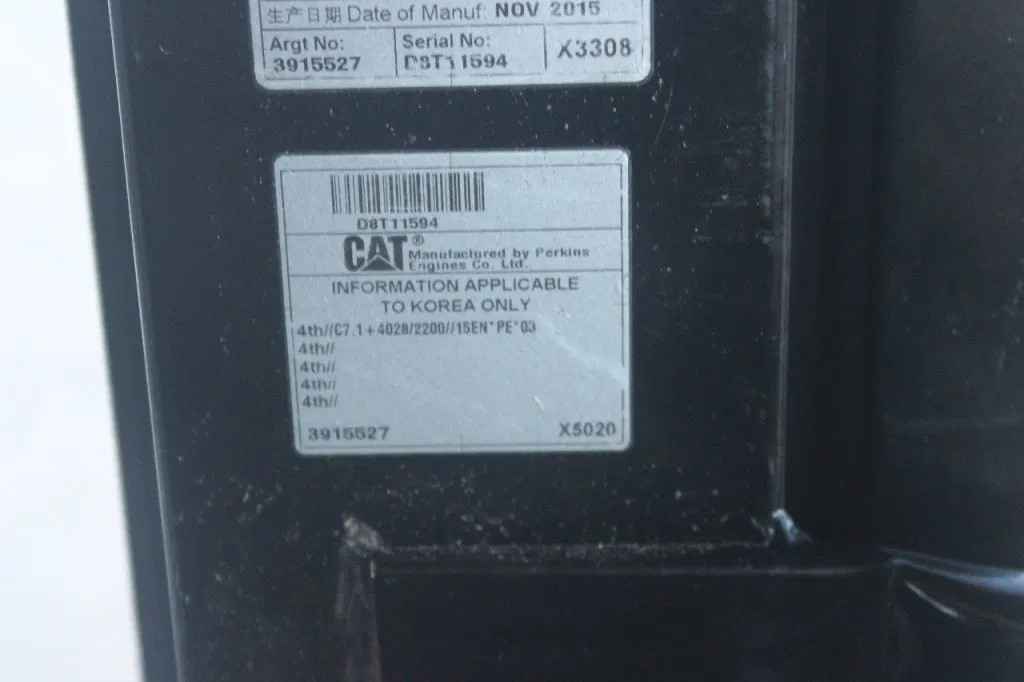 生产日期 Date of Manuf: NOV 2015
Argt No: Serial No: X3308
3915527 D8T11594
D8T11594
CAT® Manufactured by Perkins
Engines Co. Ltd.
INFORMATION APPLICABLE
TO KOREA ONLY
4th//C7.1+4028/2200//15EN*PE*03
4th//
4th//
4th//
4th//
3915527 X5020